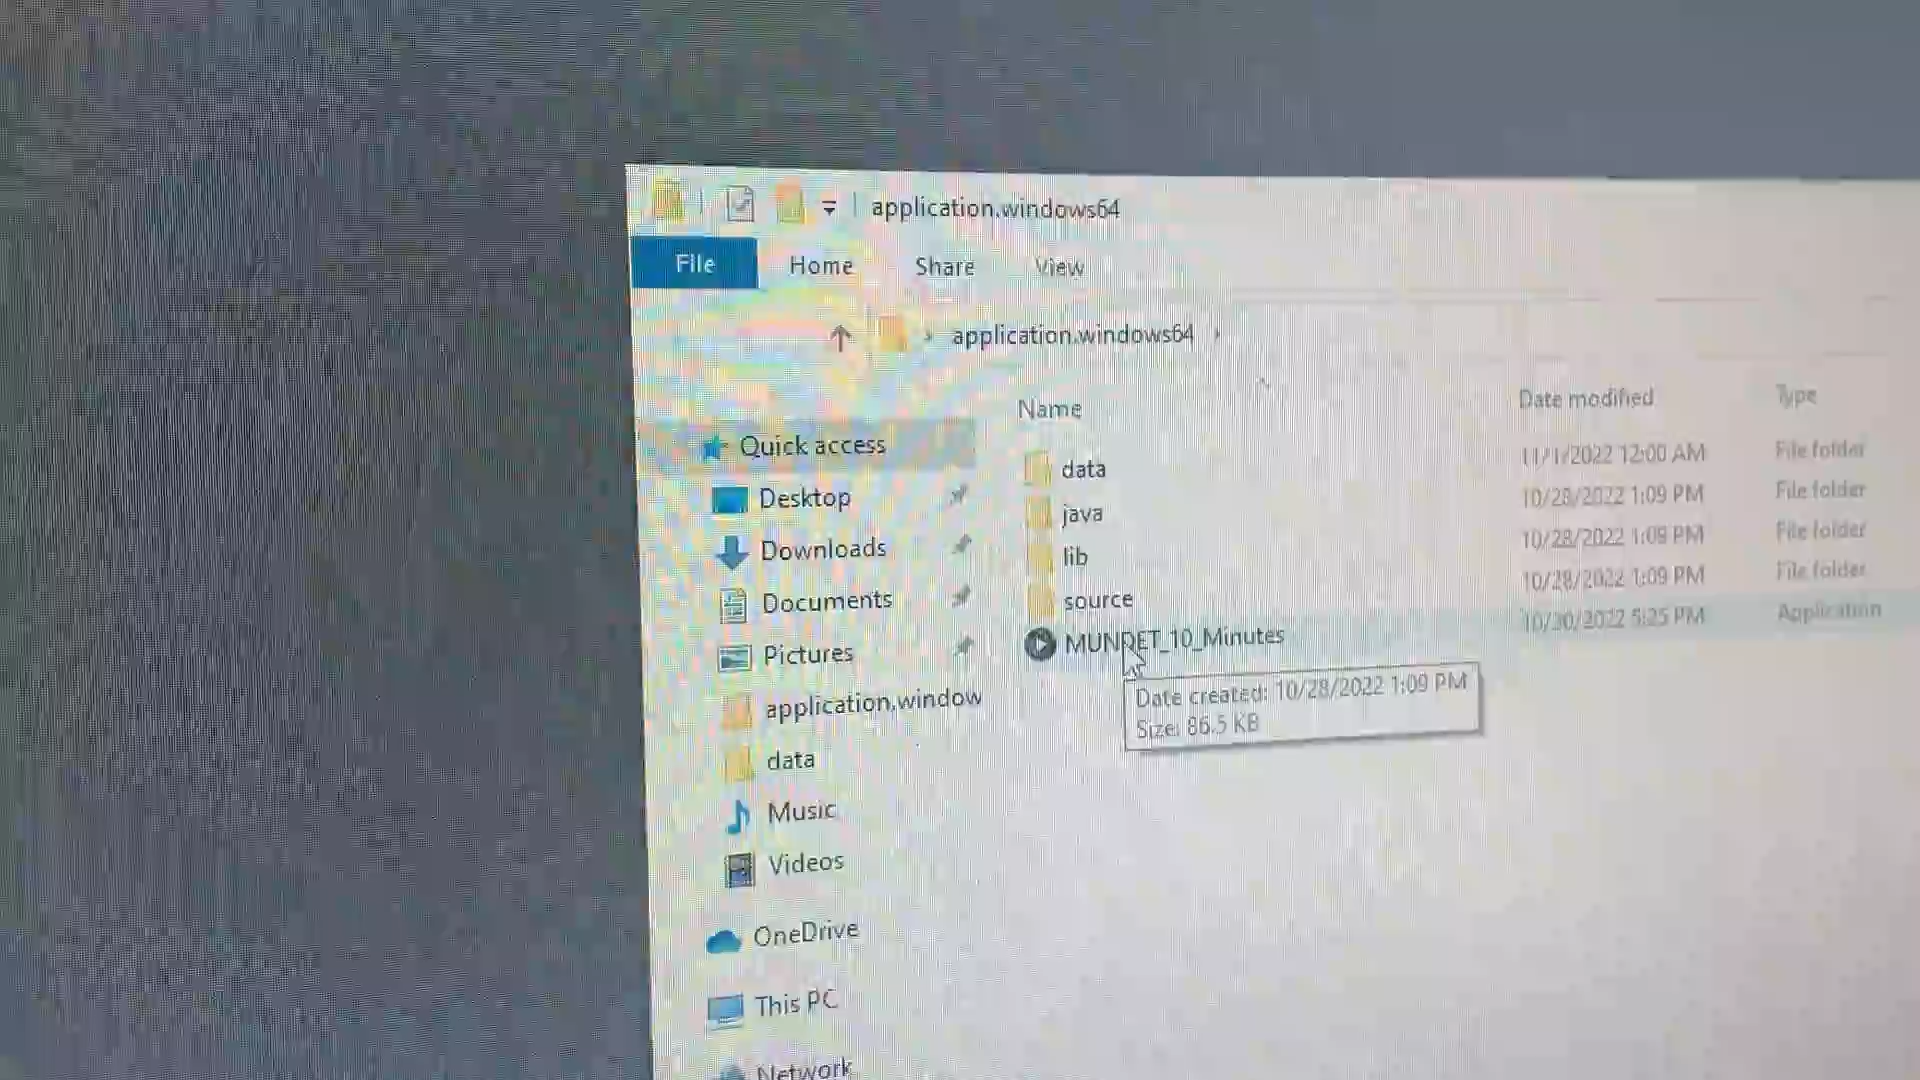 application.windows64
File Home Share View
application.windows64
Name Date modified Type
Quick access
Desktop
Downloads
Documents
Pictures
application.window
data
Music
Videos
OneDrive
This PC
Network
data 11/1/2022 12:00 AM File folder
java 10/28/2022 1:09 PM File folder
lib 10/28/2022 1:09 PM File folder
source 10/28/2022 1:09 PM File folder
MUNRET_10_Minutes 10/30/2022 5:25 PM Application
Date created: 10/28/2022 1:09 PM
Size: 86.5 KB